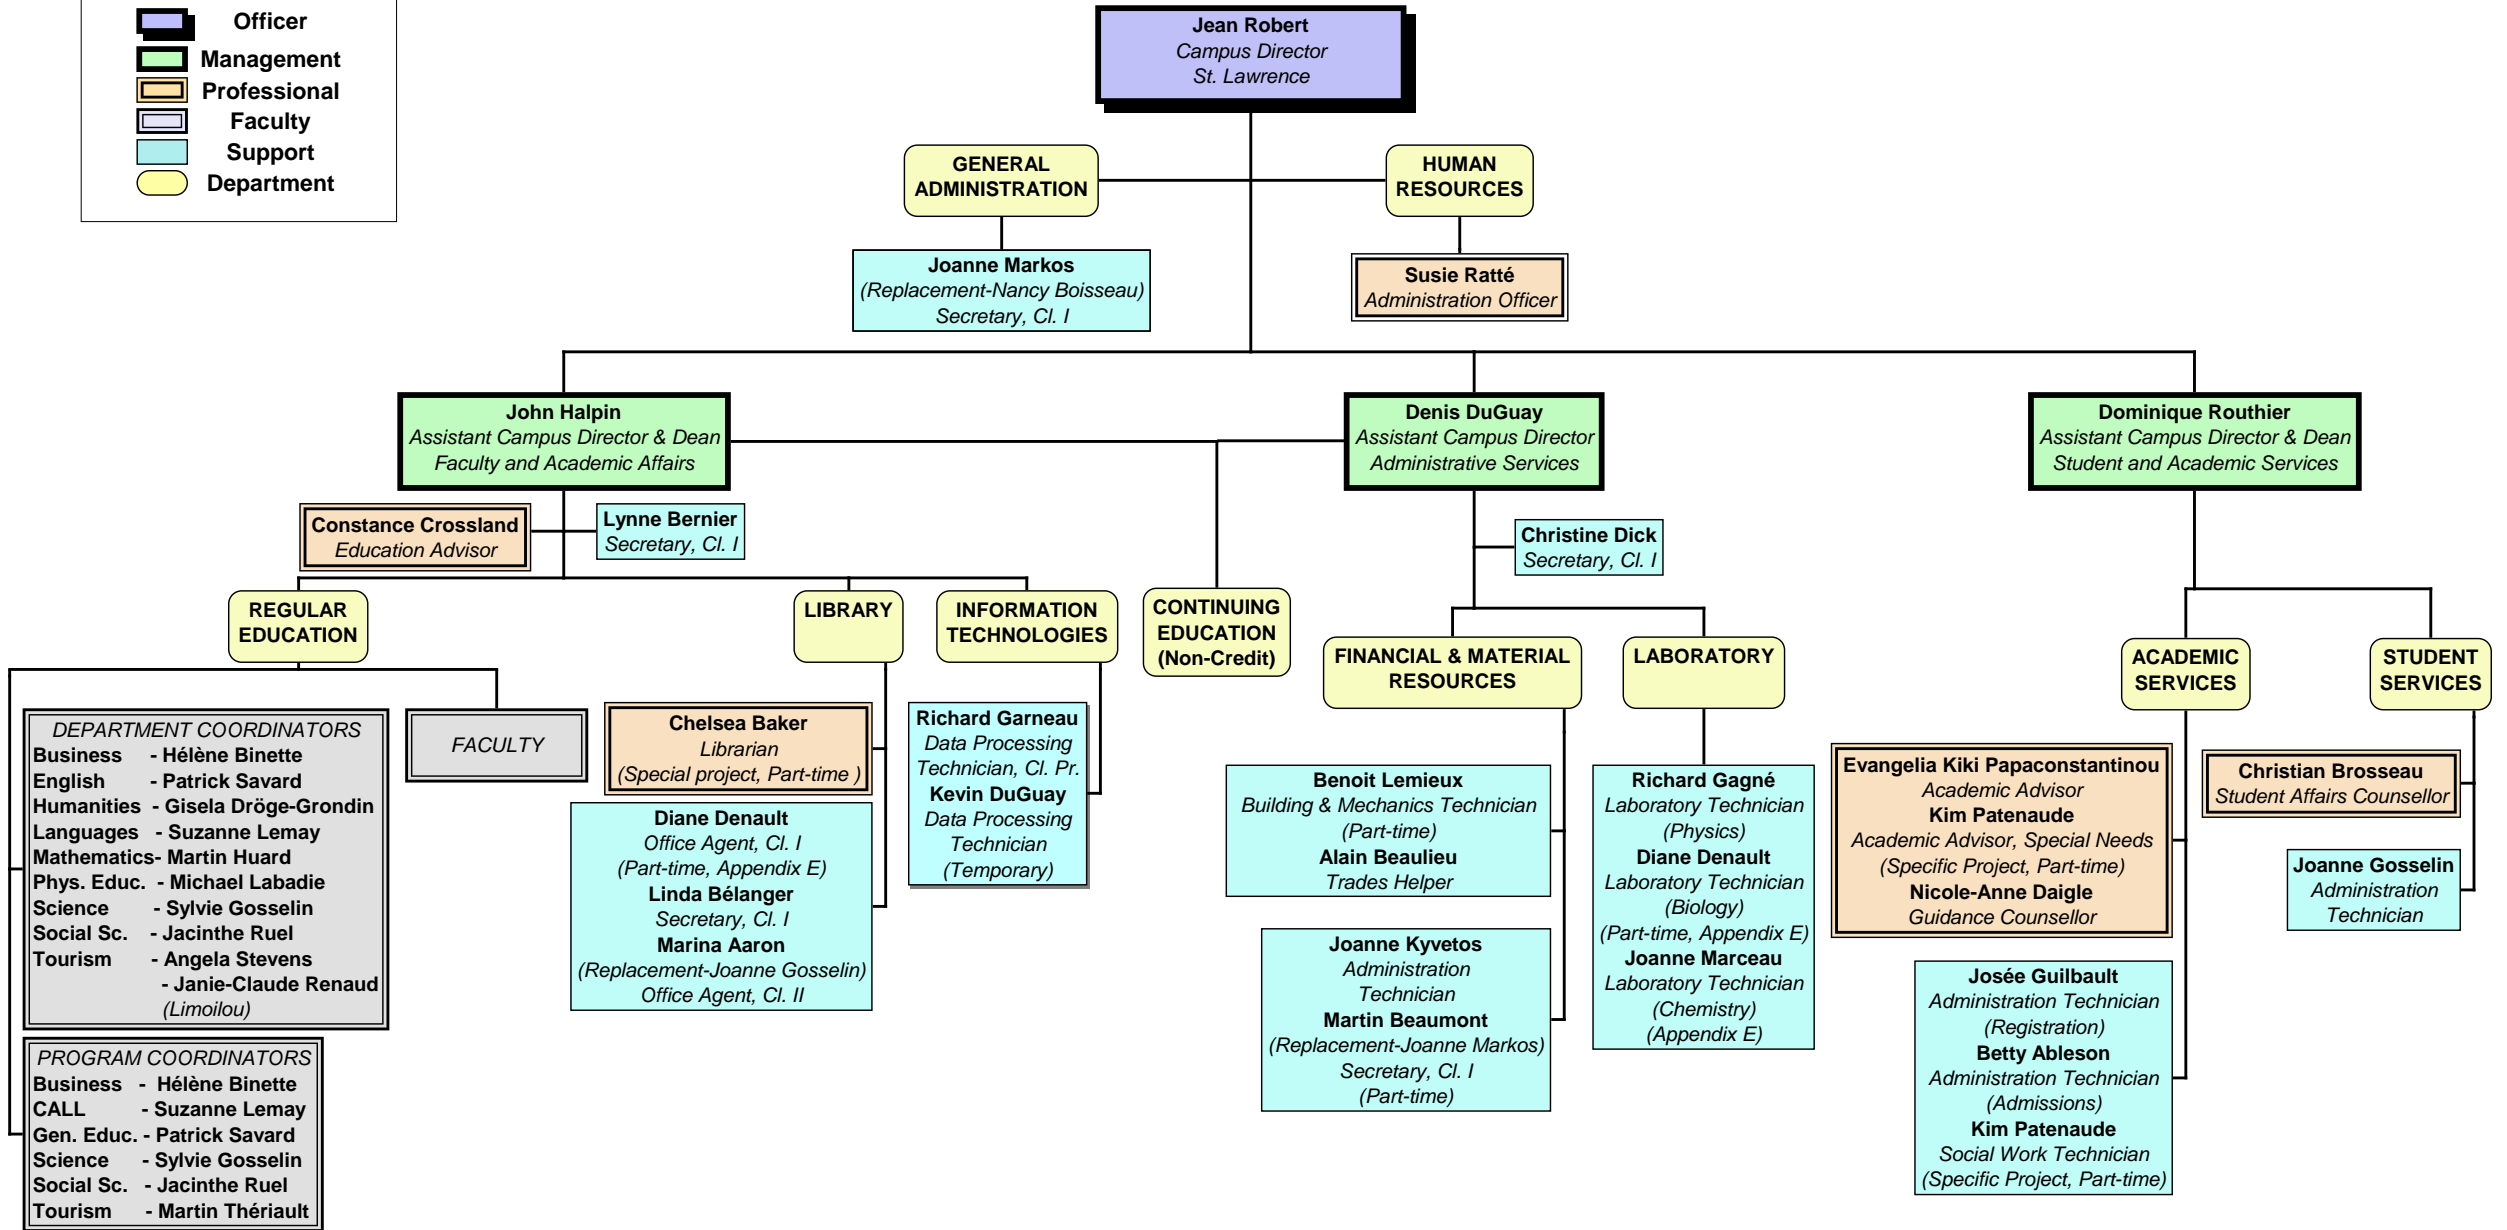 Officer
Management
Professional
Faculty
Support
Department
Jean Robert
Campus Director
St. Lawrence
GENERAL
ADMINISTRATION
HUMAN
RESOURCES
Joanne Markos
(Replacement-Nancy Boisseau)
Secretary, Cl. I
Susie Ratté
Administration Officer
John Halpin
Assistant Campus Director & Dean
Faculty and Academic Affairs
Denis DuGuay
Assistant Campus Director
Administrative Services
Dominique Routhier
Assistant Campus Director & Dean
Student and Academic Services
Constance Crossland
Education Advisor
Lynne Bernier
Secretary, Cl. I
Christine Dick
Secretary, Cl. I
REGULAR
EDUCATION
LIBRARY
INFORMATION
TECHNOLOGIES
CONTINUING
EDUCATION
(Non-Credit)
FINANCIAL & MATERIAL
RESOURCES
LABORATORY
ACADEMIC
SERVICES
STUDENT
SERVICES
DEPARTMENT COORDINATORS
Business - Hélène Binette
English - Patrick Savard
Humanities - Gisela Dröge-Grondin
Languages - Suzanne Lemay
Mathematics- Martin Huard
Phys. Educ. - Michael Labadie
Science - Sylvie Gosselin
Social Sc. - Jacinthe Ruel
Tourism - Angela Stevens
- Janie-Claude Renaud
(Limoilou)
FACULTY
PROGRAM COORDINATORS
Business - Hélène Binette
CALL - Suzanne Lemay
Gen. Educ. - Patrick Savard
Science - Sylvie Gosselin
Social Sc. - Jacinthe Ruel
Tourism - Martin Thériault
Chelsea Baker
Librarian
(Special project, Part-time )
Diane Denault
Office Agent, Cl. I
(Part-time, Appendix E)
Linda Bélanger
Secretary, Cl. I
Marina Aaron
(Replacement-Joanne Gosselin)
Office Agent, Cl. II
Richard Garneau
Data Processing
Technician, Cl. Pr.
Kevin DuGuay
Data Processing
Technician
(Temporary)
Benoit Lemieux
Building & Mechanics Technician
(Part-time)
Alain Beaulieu
Trades Helper
Joanne Kyvetos
Administration
Technician
Martin Beaumont
(Replacement-Joanne Markos)
Secretary, Cl. I
(Part-time)
Richard Gagné
Laboratory Technician
(Physics)
Diane Denault
Laboratory Technician
(Biology)
(Part-time, Appendix E)
Joanne Marceau
Laboratory Technician
(Chemistry)
(Appendix E)
Evangelia Kiki Papaconstantinou
Academic Advisor
Kim Patenaude
Academic Advisor, Special Needs
(Specific Project, Part-time)
Nicole-Anne Daigle
Guidance Counsellor
Josée Guilbault
Administration Technician
(Registration)
Betty Ableson
Administration Technician
(Admissions)
Kim Patenaude
Social Work Technician
(Specific Project, Part-time)
Christian Brosseau
Student Affairs Counsellor
Joanne Gosselin
Administration
Technician